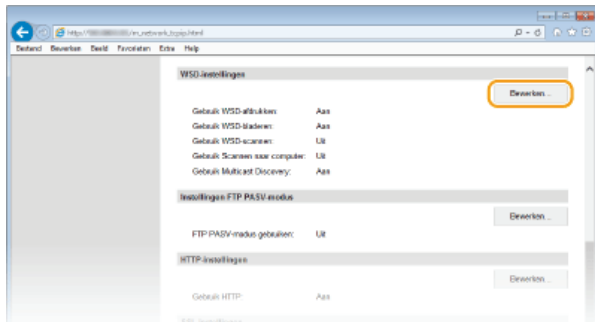 /m_network_tcpip.html
Bestand Bewerken Beeld Favorieten Extra Help
WSD-instellingen
Bewerken...
Gebruik WSD-afdrukken: Aan
Gebruik WSD-bladeren: Aan
Gebruik WSD-scannen: Uit
Gebruik Scannen naar computer: Uit
Gebruik Multicast Discovery: Aan
Instellingen FTP PASV-modus
Bewerken...
FTP PASV-modus gebruiken: Uit
HTTP-instellingen
Bewerken...
Gebruik HTTP: Aan